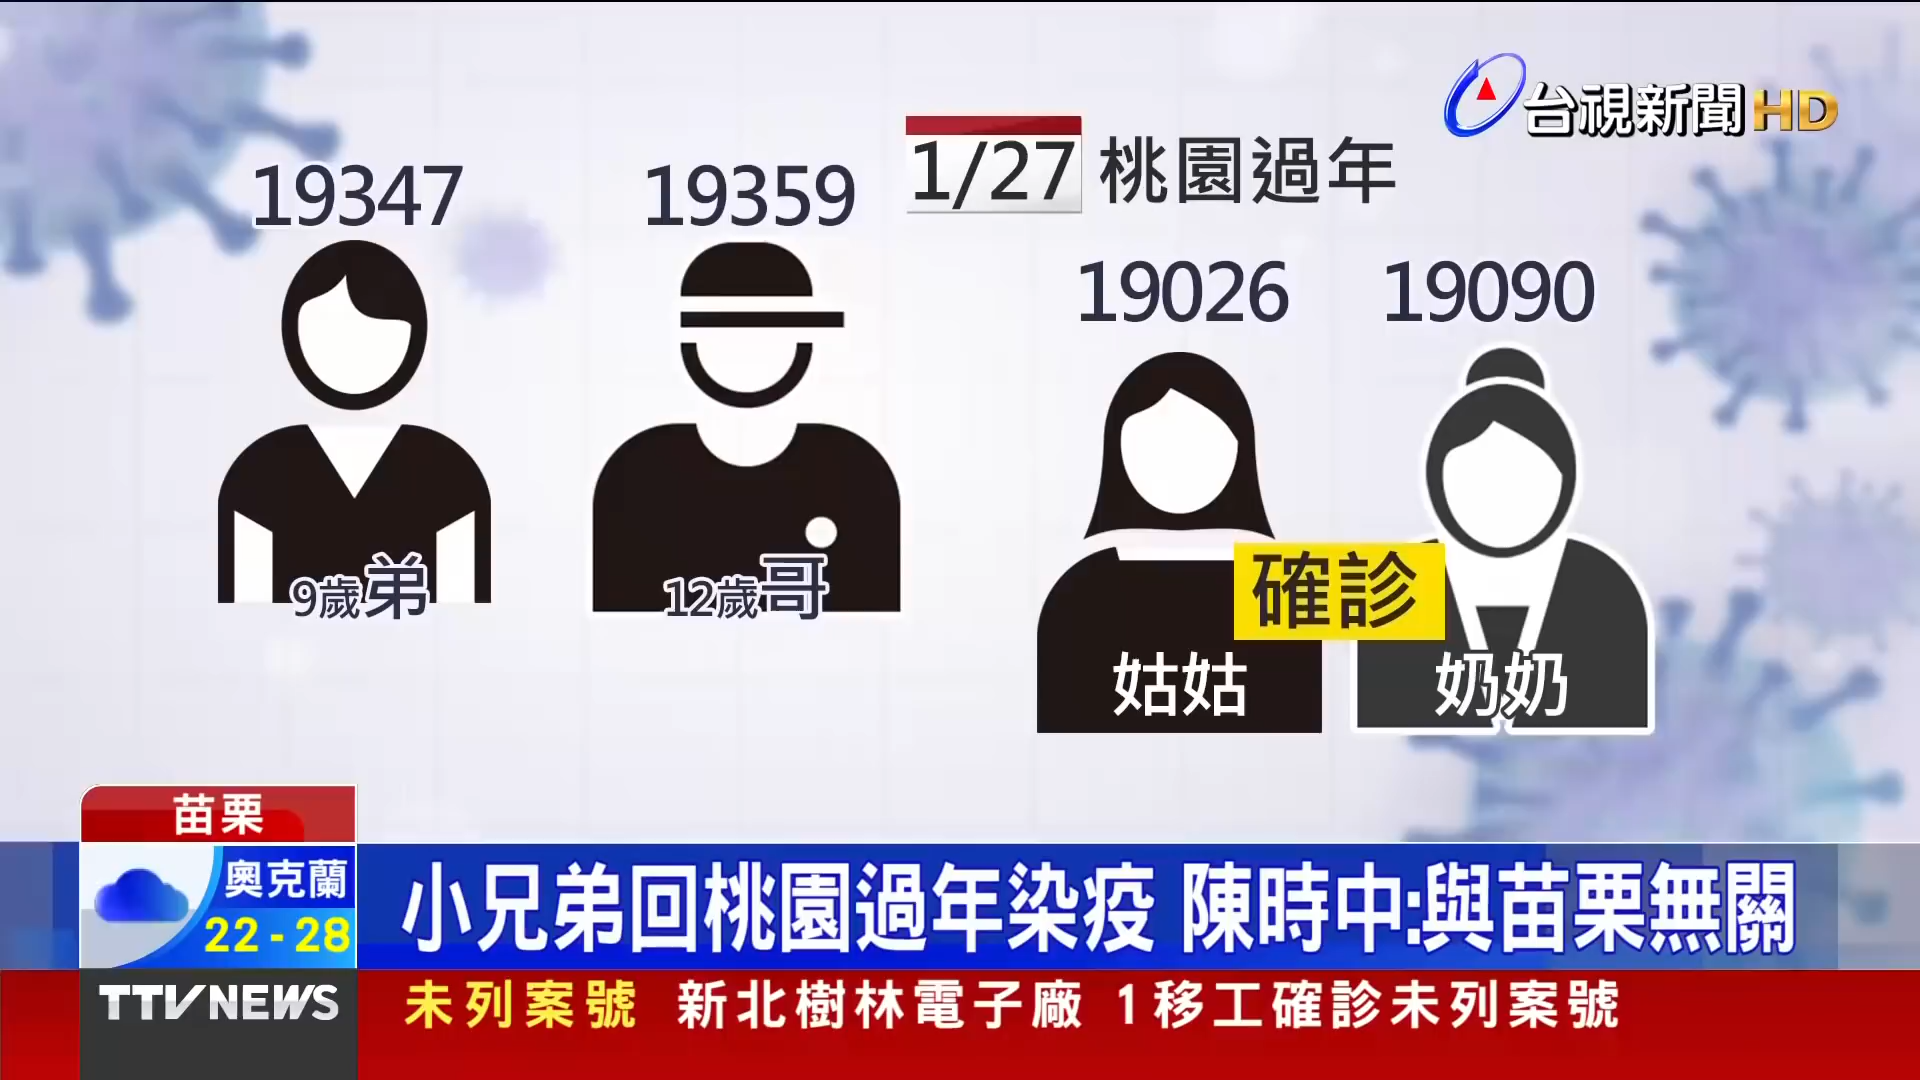 台視新聞HD
1/27 桃園過年
19347
19359
19026
19090
9歲弟
12歲哥
確診
姑姑
奶奶
苗栗
奧克蘭
22-28
小兄弟回桃園過年染疫 陳時中:與苗栗無關
TTV NEWS
未列案號 新北樹林電子廠 1移工確診未列案號